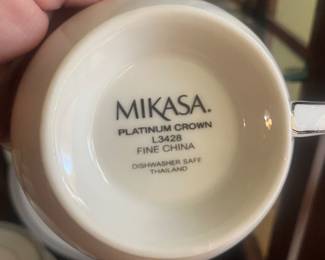 MIKASA.
PLATINUM CROWN
L3428
FINE CHINA
DISHWASHER SAFE
THAILAND